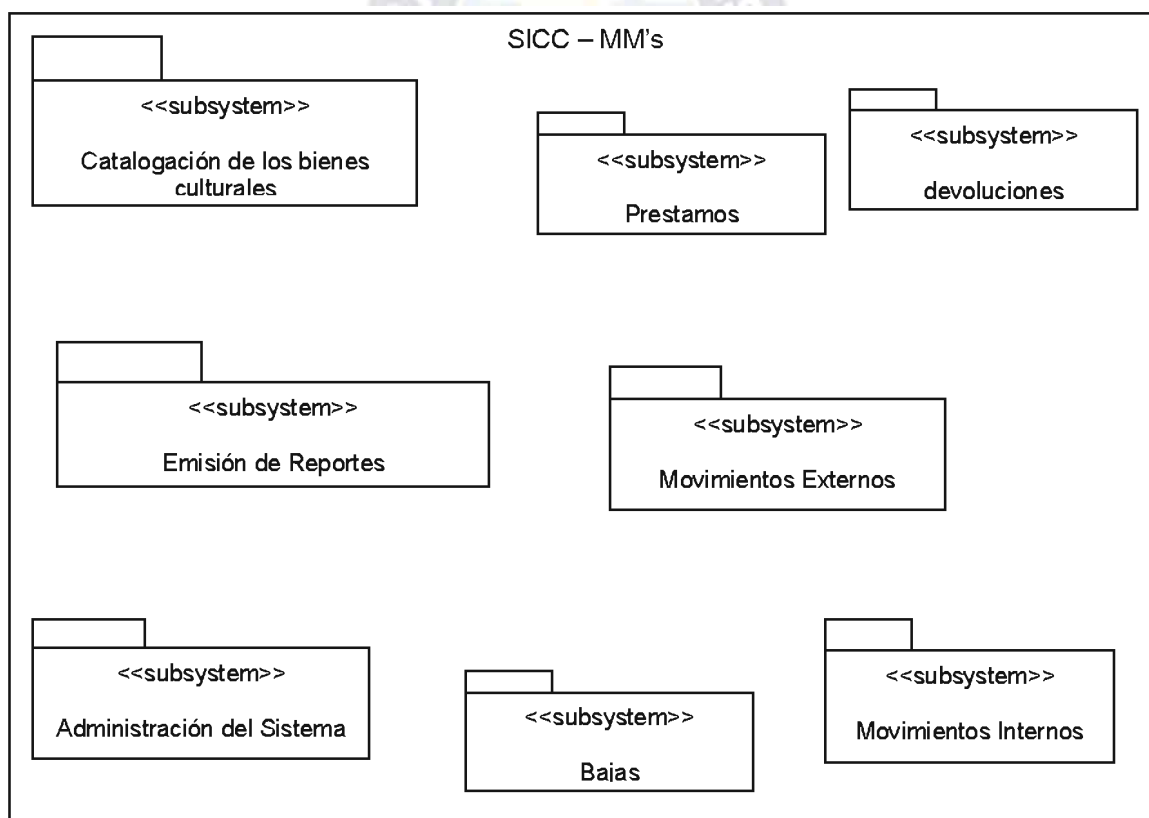 SICC – MM's
<<subsystem>>
Catalogación de los bienes
culturales
<<subsystem>>
Prestamos
<<subsystem>>
devoluciones
<<subsystem>>
Emisión de Reportes
<<subsystem>>
Movimientos Externos
<<subsystem>>
Administración del Sistema
<<subsystem>>
Bajas
<<subsystem>>
Movimientos Internos